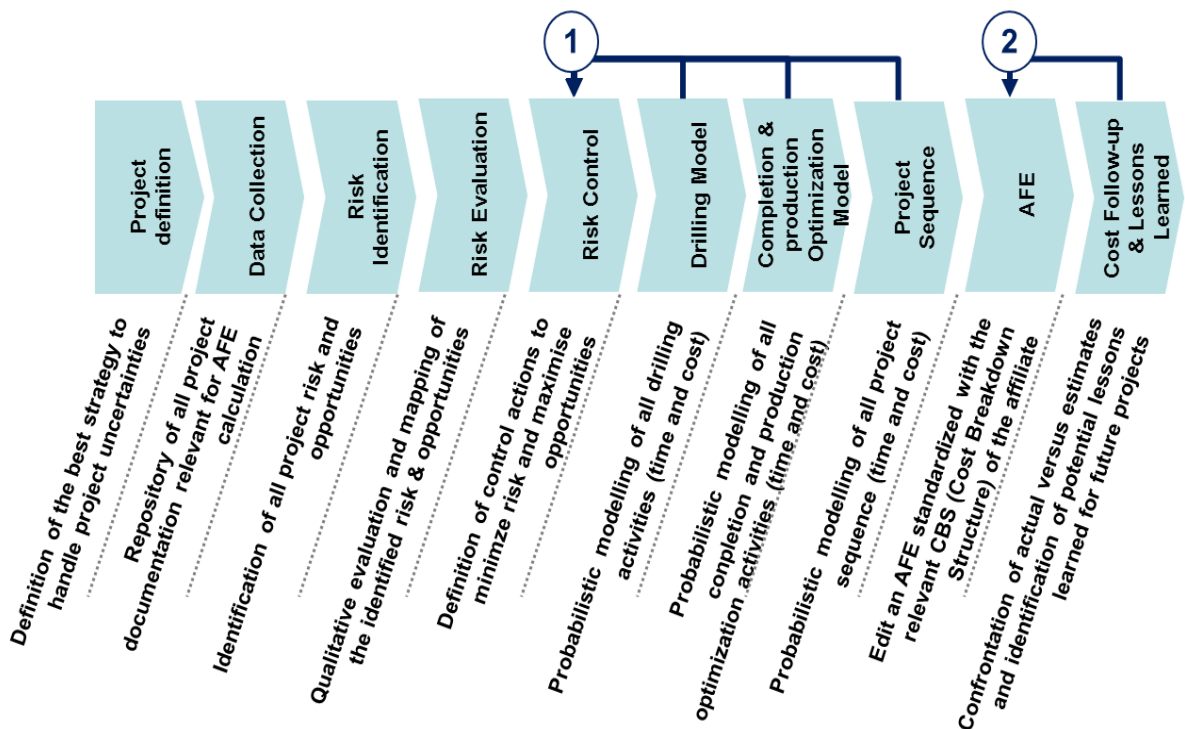 1
2
Project
definition
Data Collection
Risk
Identification
Risk Evaluation
Risk Control
Drilling Model
Completion &
production
Optimization
Model
Project
Sequence
AFE
Cost Follow-up
& Lessons
Learned
Definition of the best strategy to
handle project uncertainties
Repository of all project
documentation relevant for AFE
calculation
Identification of all project risk and
opportunities
Qualitative evaluation and mapping of
the identified risk & opportunities
Definition of control actions to
minimize risk and maximise
opportunities
Probabilistic modelling of all drilling
activities (time and cost)
Probabilistic modelling of all
conpletion and production
optimization activities (time and cost)
Probabilistic modelling of all project
sequence (time and cost)
Edit an AFE standardized with the
relevant CBS (Cost Breakdown
Structure) of the affiliate
Confrontation of actual versus estimates
and identification of potential lessons
learned for future projects